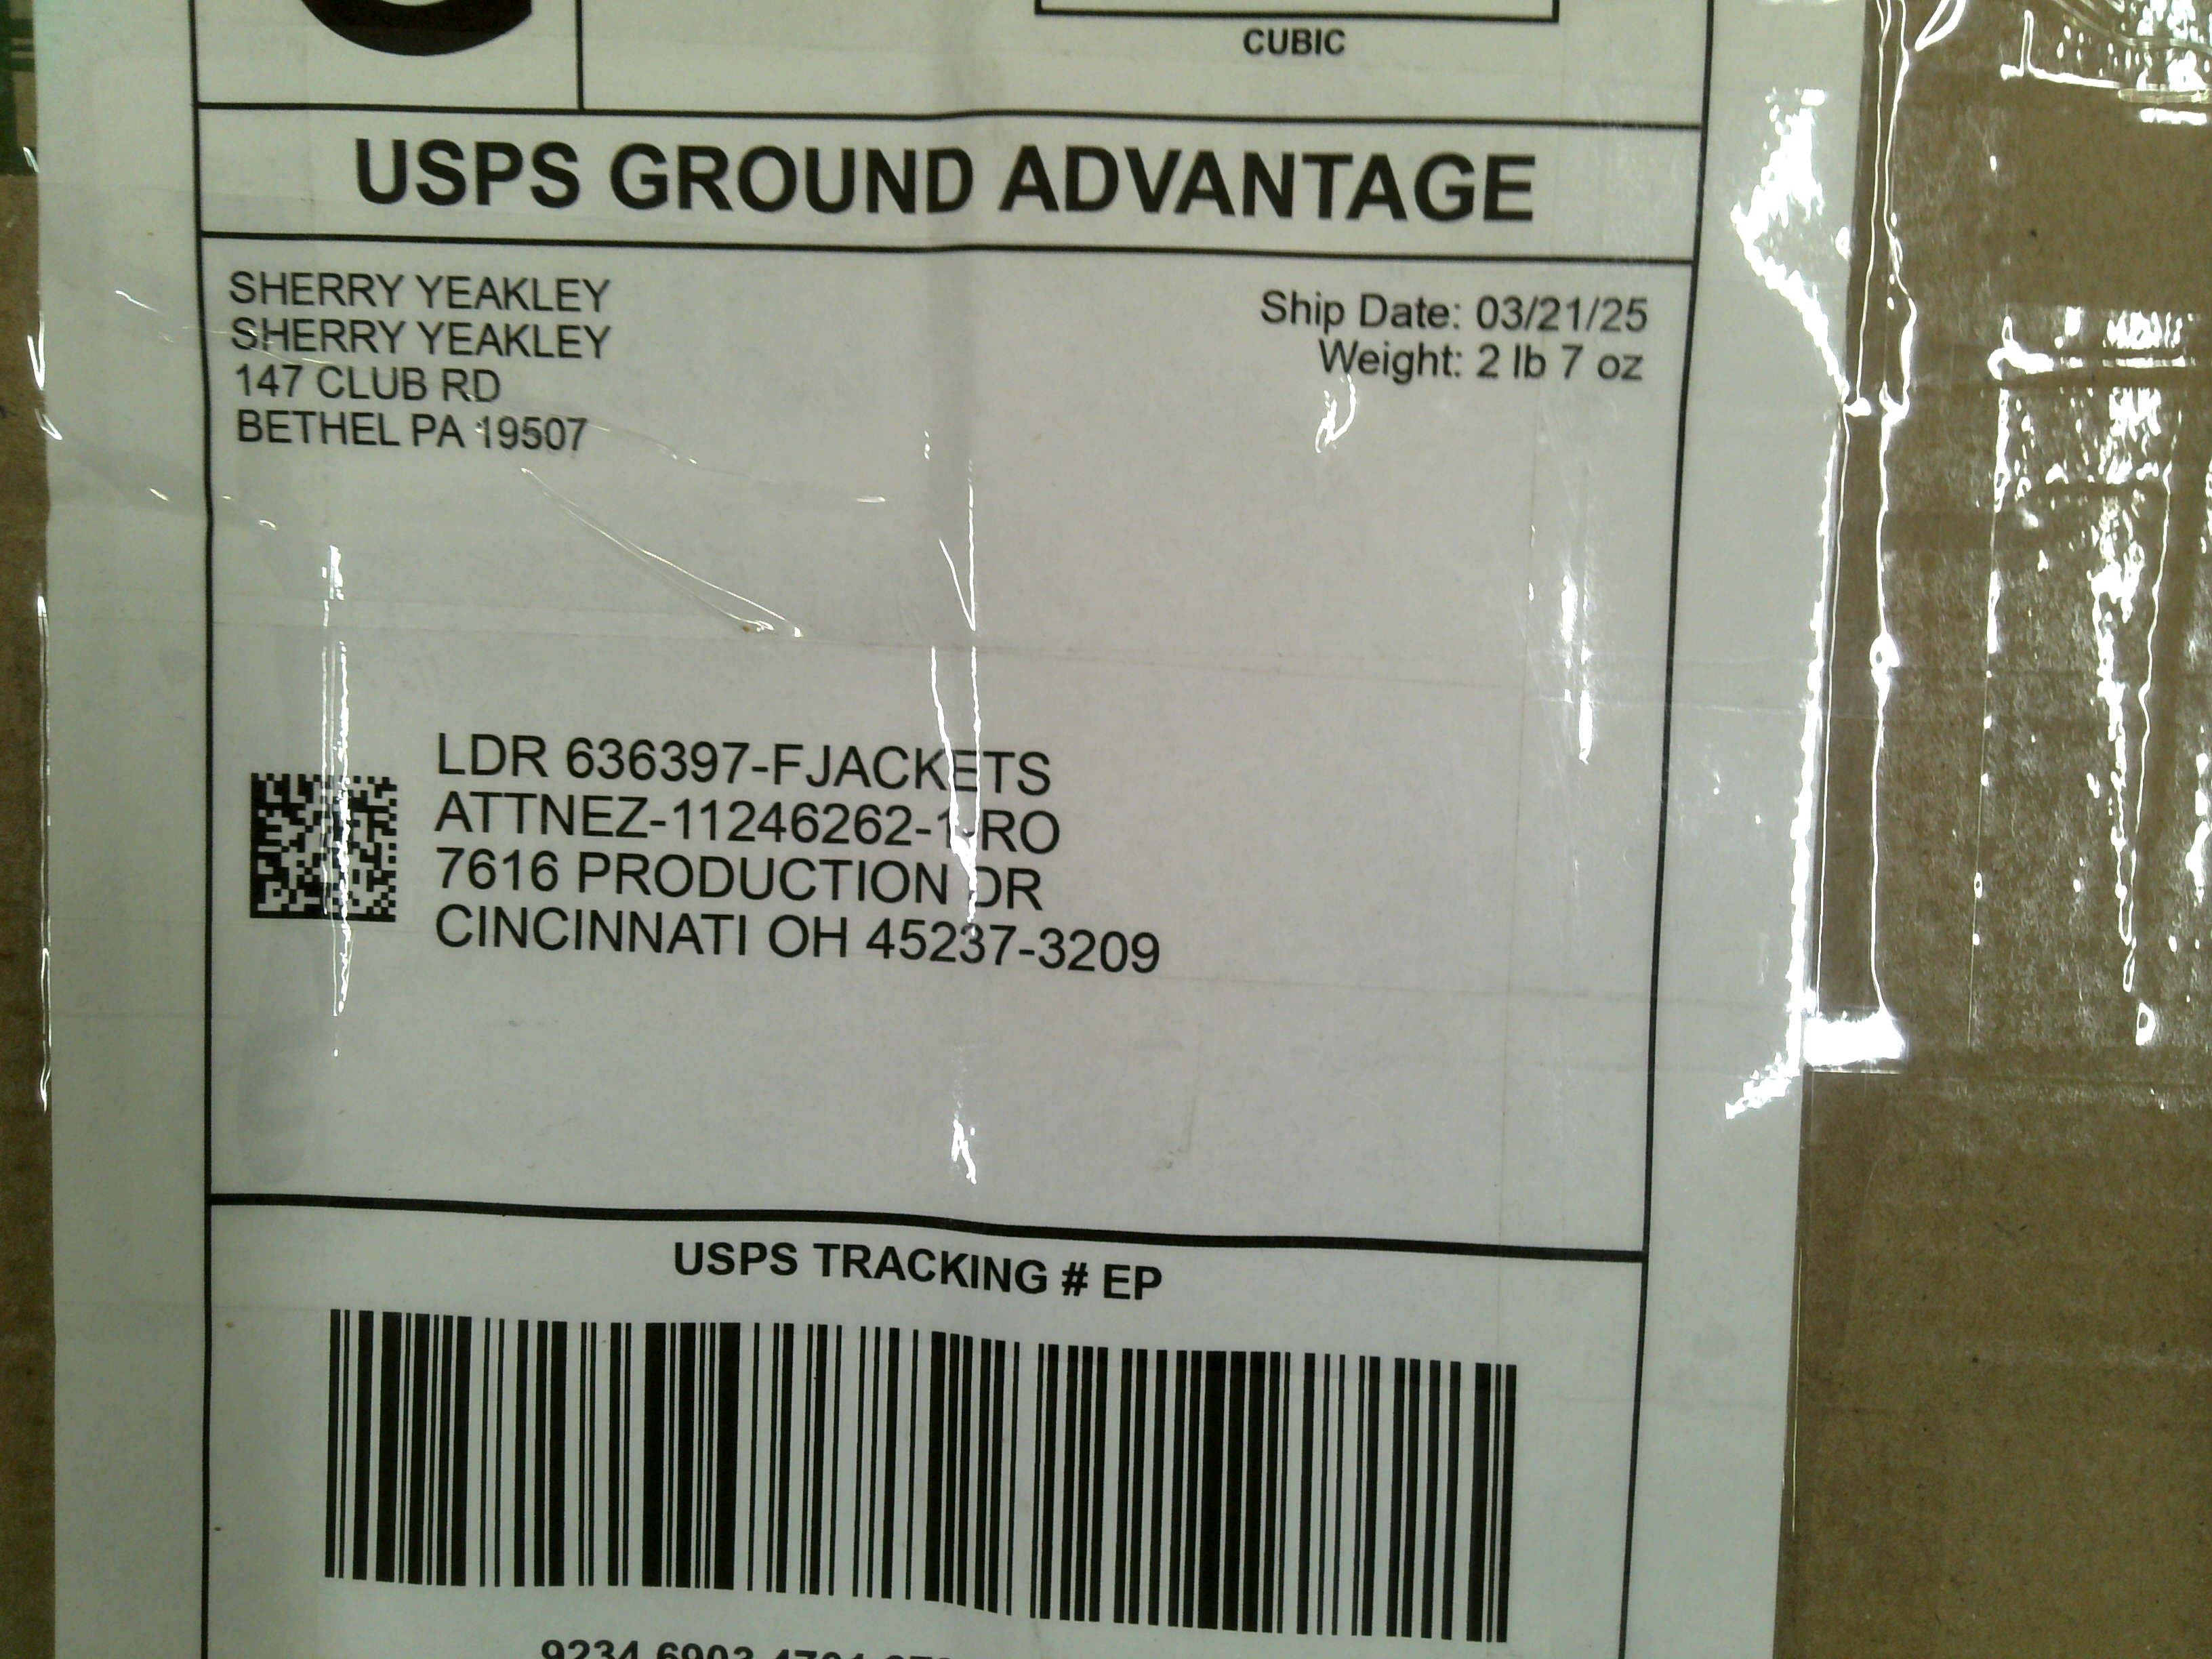 CUBIC
USPS GROUND ADVANTAGE
SHERRY YEAKLEY
SHERRY YEAKLEY
147 CLUB RD
BETHEL PA 19507
Ship Date: 03/21/25
Weight: 2 lb 7 oz
LDR 636397-FJACKETS
ATTNEZ-11246262-1-RO
7616 PRODUCTION DR
CINCINNATI OH 45237-3209
USPS TRACKING # EP
9234 6903